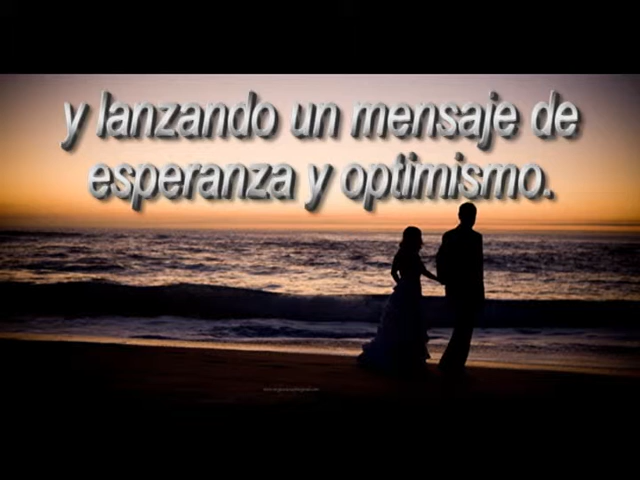 y lanzando un mensaje de
esperanza y optimismo.